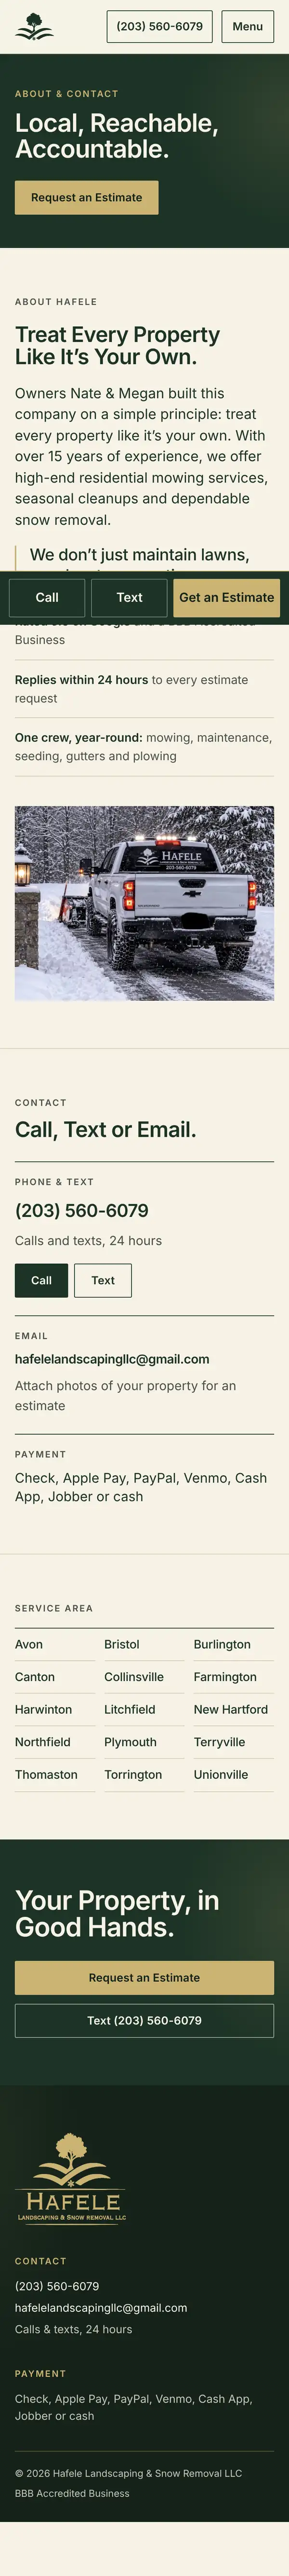 (203) 560-6079
Menu
ABOUT & CONTACT
Local, Reachable,
Accountable.
Request an Estimate
ABOUT HAFELE
Treat Every Property
Like It’s Your Own.
Owners Nate & Megan built this
company on a simple principle: treat
every property like it’s your own. With
over 15 years of experience, we offer
high-end residential mowing services,
seasonal cleanups and dependable
snow removal.
We don’t just maintain lawns,
Call
Text
Get an Estimate
Business
Replies within 24 hours to every estimate
request
One crew, year-round: mowing, maintenance,
seeding, gutters and plowing
HAFELE
203-560-6079
CONTACT
Call, Text or Email.
PHONE & TEXT
(203) 560-6079
Calls and texts, 24 hours
Call
Text
EMAIL
hafelelandscapingllc@gmail.com
Attach photos of your property for an
estimate
PAYMENT
Check, Apple Pay, PayPal, Venmo, Cash
App, Jobber or cash
SERVICE AREA
Avon
Bristol
Burlington
Canton
Collinsville
Farmington
Harwinton
Litchfield
New Hartford
Northfield
Plymouth
Terryville
Thomaston
Torrington
Unionville
Your Property, in
Good Hands.
Request an Estimate
Text (203) 560-6079
HAFELE
LANDSCAPING & SNOW REMOVAL LLC
CONTACT
(203) 560-6079
hafelelandscapingllc@gmail.com
Calls & texts, 24 hours
PAYMENT
Check, Apple Pay, PayPal, Venmo, Cash App,
Jobber or cash
© 2026 Hafele Landscaping & Snow Removal LLC
BBB Accredited Business